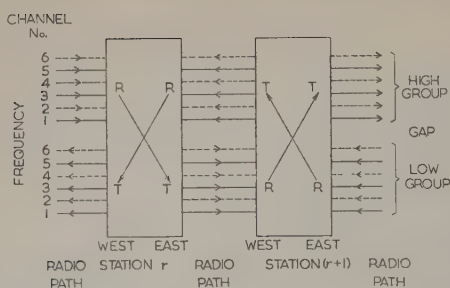 CHANNEL
No.
FREQUENCY
6
5
4
3
2
1
6
5
4
3
2
1
R R
T T
T T
R R
HIGH
GROUP
GAP
LOW
GROUP
WEST EAST WEST EAST
RADIO STATION r RADIO STATION (r+1) RADIO
PATH PATH PATH